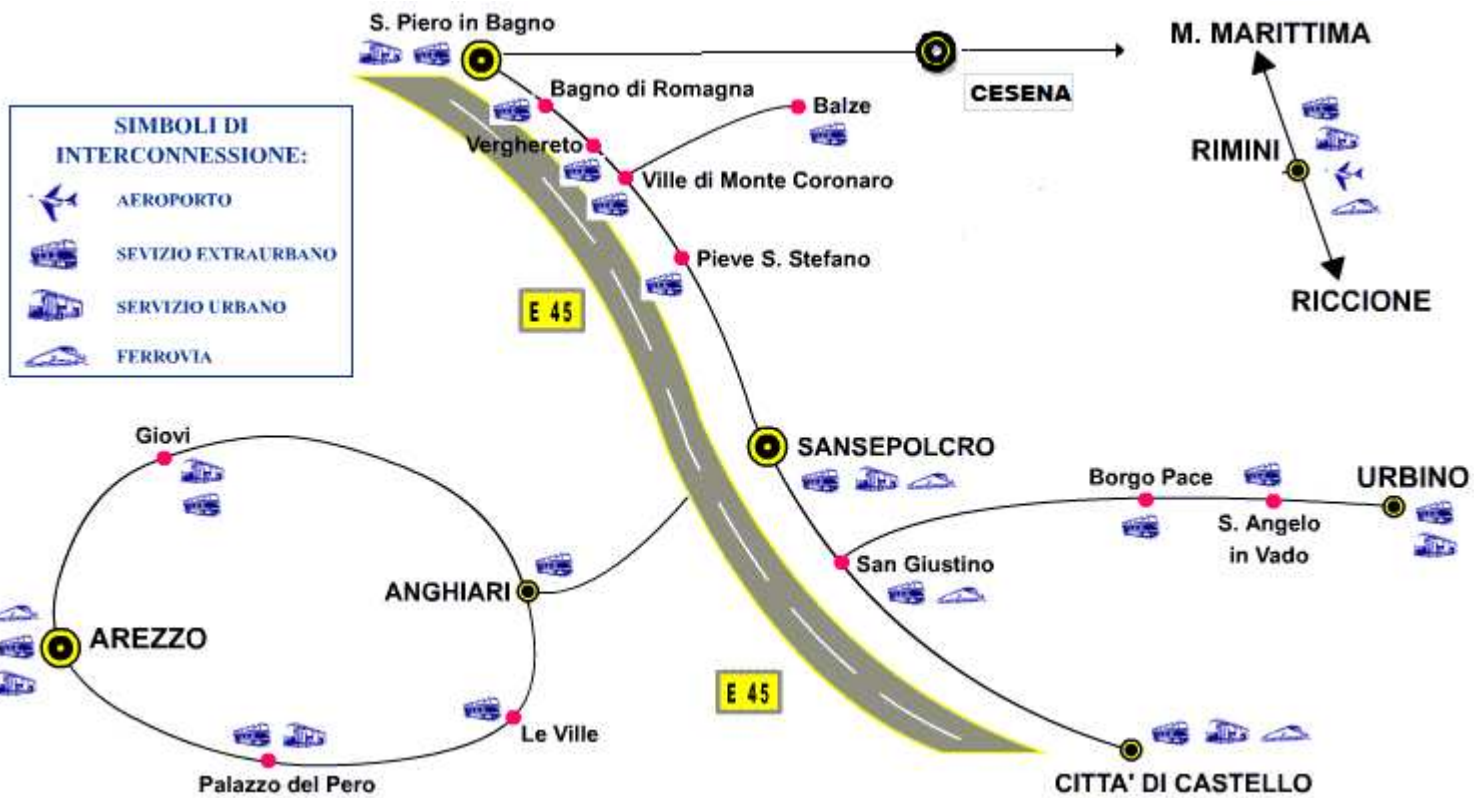 S. Piero in Bagno
M. MARITTIMA
CESENA
Bagno di Romagna
Balze
SIMBOLI DI
INTERCONNESSIONE:
AEROPORTO
SEVIZIO EXTRAURBANO
SERVIZIO URBANO
FERROVIA
Verghereto
Ville di Monte Coronaro
RIMINI
Pieve S. Stefano
E 45
RICCIONE
Giovi
SANSEPOLCRO
Borgo Pace
URBINO
S. Angelo
in Vado
San Giustino
ANGHIARI
AREZZO
E 45
Le Ville
Palazzo del Pero
CITTA' DI CASTELLO